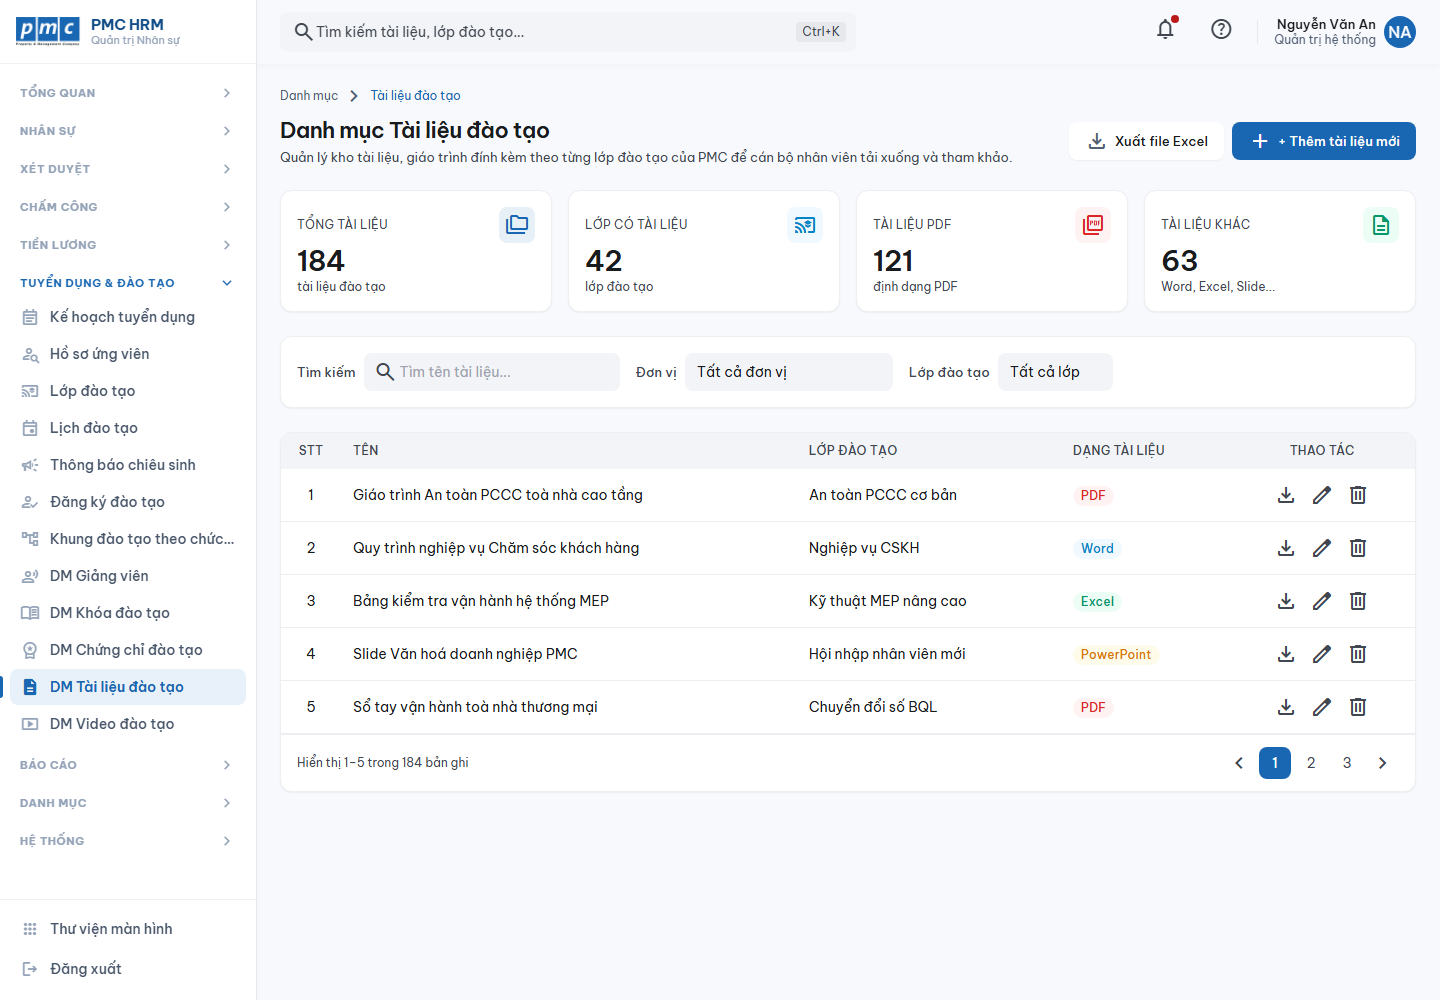 pmc
PMC HRM
Quản trị Nhân sự
TỔNG QUAN
NHÂN SỰ
XÉT DUYỆT
CHẤM CÔNG
TIỀN LƯƠNG
TUYỂN DỤNG & ĐÀO TẠO
Kế hoạch tuyển dụng
Hồ sơ ứng viên
Lớp đào tạo
Lịch đào tạo
Thông báo chiêu sinh
Đăng ký đào tạo
Khung đào tạo theo chức...
DM Giảng viên
DM Khóa đào tạo
DM Chứng chỉ đào tạo
DM Tài liệu đào tạo
DM Video đào tạo
BÁO CÁO
DANH MỤC
HỆ THỐNG
Thư viện màn hình
Đăng xuất
Tìm kiếm tài liệu, lớp đào tạo...
Ctrl+K
Nguyễn Văn An
Quản trị hệ thống
NA
Danh mục
Tài liệu đào tạo
Danh mục Tài liệu đào tạo
Quản lý kho tài liệu, giáo trình đính kèm theo từng lớp đào tạo của PMC để cán bộ nhân viên tải xuống và tham khảo.
Xuất file Excel
+ Thêm tài liệu mới
TỔNG TÀI LIỆU
184
tài liệu đào tạo
LỚP CÓ TÀI LIỆU
42
lớp đào tạo
TÀI LIỆU PDF
PDF
121
định dạng PDF
TÀI LIỆU KHÁC
63
Word, Excel, Slide...
Tìm kiếm
Tìm tên tài liệu...
Đơn vị
Tất cả đơn vị
Lớp đào tạo
Tất cả lớp
STT TÊN LỚP ĐÀO TẠO DẠNG TÀI LIỆU THAO TÁC
1 Giáo trình An toàn PCCC toà nhà cao tầng An toàn PCCC cơ bản PDF
2 Quy trình nghiệp vụ Chăm sóc khách hàng Nghiệp vụ CSKH Word
3 Bảng kiểm tra vận hành hệ thống MEP Kỹ thuật MEP nâng cao Excel
4 Slide Văn hoá doanh nghiệp PMC Hội nhập nhân viên mới PowerPoint
5 Sổ tay vận hành toà nhà thương mại Chuyển đổi số BQL PDF
Hiển thị 1–5 trong 184 bản ghi
1 2 3